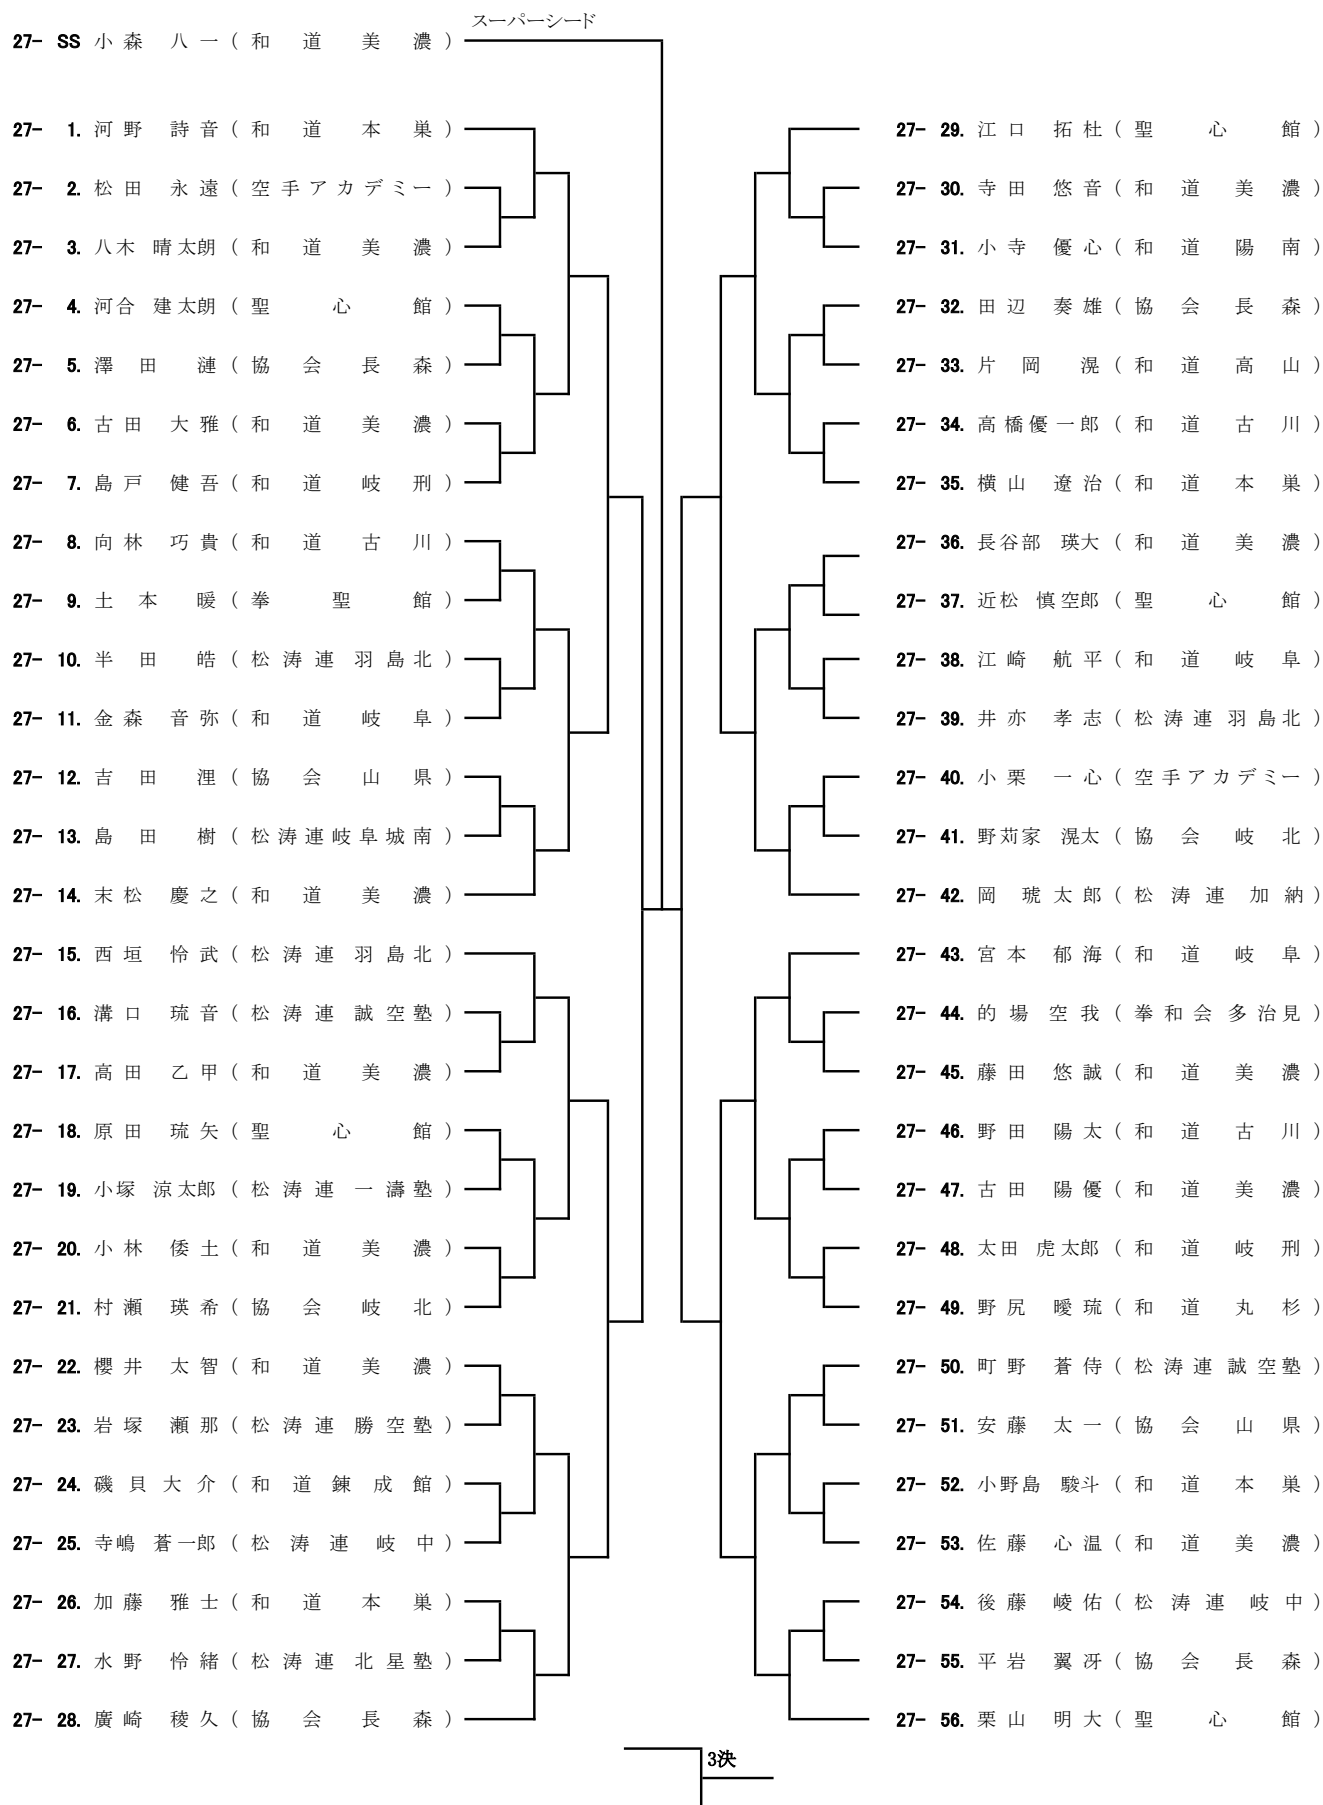 スーパーシード
27- SS 小森 八一 ( 和道美濃 )
27- 1. 河野 詩音 ( 和道本巣 )
27- 2. 松田 永遠 ( 空手アカデミー )
27- 3. 八木 晴太朗 ( 和道美濃 )
27- 4. 河合 建太朗 ( 聖心館 )
27- 5. 澤田 漣 ( 協会長森 )
27- 6. 古田 大雅 ( 和道美濃 )
27- 7. 島戸 健吾 ( 和道岐刑 )
27- 8. 向林 巧貴 ( 和道古川 )
27- 9. 土本 暖 ( 拳聖館 )
27- 10. 半田 皓 ( 松涛連羽島北 )
27- 11. 金森 音弥 ( 和道岐阜 )
27- 12. 吉田 浬 ( 協会山県 )
27- 13. 島田 樹 ( 松涛連岐阜城南 )
27- 14. 末松 慶之 ( 和道美濃 )
27- 15. 西垣 怜武 ( 松涛連羽島北 )
27- 16. 溝口 琉音 ( 松涛連誠空塾 )
27- 17. 高田 乙甲 ( 和道美濃 )
27- 18. 原田 琉矢 ( 聖心館 )
27- 19. 小塚 涼太郎 ( 松涛連一濤塾 )
27- 20. 小林 倭土 ( 和道美濃 )
27- 21. 村瀬 瑛希 ( 協会岐北 )
27- 22. 櫻井 太智 ( 和道美濃 )
27- 23. 岩塚 瀬那 ( 松涛連勝空塾 )
27- 24. 磯貝大介 ( 和道錬成館 )
27- 25. 寺嶋 蒼一郎 ( 松涛連岐中 )
27- 26. 加藤 雅士 ( 和道本巣 )
27- 27. 水野 怜緒 ( 松涛連北星塾 )
27- 28. 廣崎 稜久 ( 協会長森 )
27- 29. 江口 拓杜 ( 聖心館 )
27- 30. 寺田 悠音 ( 和道美濃 )
27- 31. 小寺 優心 ( 和道陽南 )
27- 32. 田辺 奏雄 ( 協会長森 )
27- 33. 片岡 滉 ( 和道高山 )
27- 34. 高橋優一郎 ( 和道古川 )
27- 35. 横山 遼治 ( 和道本巣 )
27- 36. 長谷部 瑛大 ( 和道美濃 )
27- 37. 近松 慎空郎 ( 聖心館 )
27- 38. 江崎 航平 ( 和道岐阜 )
27- 39. 井亦 孝志 ( 松涛連羽島北 )
27- 40. 小栗 一心 ( 空手アカデミー )
27- 41. 野苅家 滉太 ( 協会岐北 )
27- 42. 岡 琥太郎 ( 松涛連加納 )
27- 43. 宮本 郁海 ( 和道岐阜 )
27- 44. 的場 空我 ( 拳和会多治見 )
27- 45. 藤田 悠誠 ( 和道美濃 )
27- 46. 野田 陽太 ( 和道古川 )
27- 47. 古田 陽優 ( 和道美濃 )
27- 48. 太田 虎太郎 ( 和道岐刑 )
27- 49. 野尻 曖琉 ( 和道丸杉 )
27- 50. 町野 蒼侍 ( 松涛連誠空塾 )
27- 51. 安藤 太一 ( 協会山県 )
27- 52. 小野島 駿斗 ( 和道本巣 )
27- 53. 佐藤 心温 ( 和道美濃 )
27- 54. 後藤 崚佑 ( 松涛連岐中 )
27- 55. 平岩 翼冴 ( 協会長森 )
27- 56. 栗山 明大 ( 聖心館 )
3決